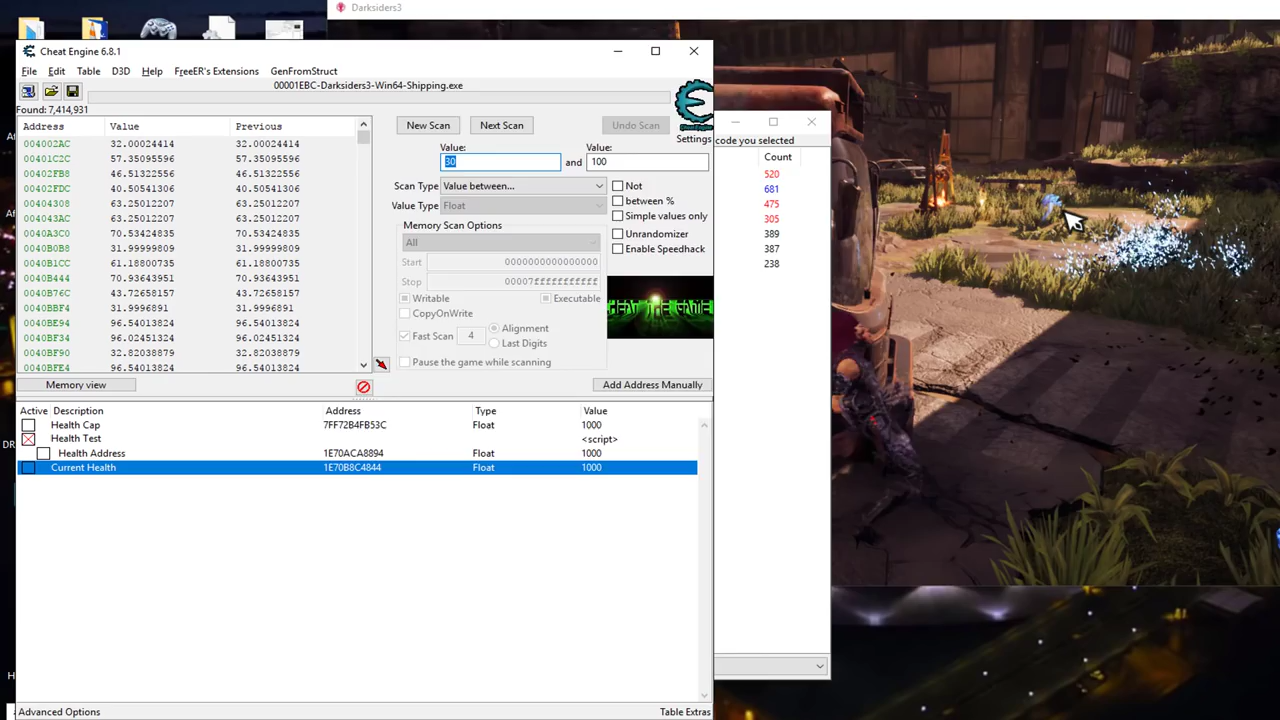 Darksiders3
Cheat Engine 6.8.1
File Edit Table D3D Help FreeER's Extensions GenFromStruct
00001EBC-Darksiders3-Win64-Shipping.exe
Found: 7,414,931
Address Value Previous
004002AC 32.00024414 32.00024414
00401C2C 57.35095596 57.35095596
00402FB8 46.51322556 46.51322556
00402FDC 40.50541306 40.50541306
00404308 63.25012207 63.25012207
004043AC 63.25012207 63.25012207
0040A3C0 70.53435516 70.53435516
0040B0B8 31.99999809 31.99999809
0040B1CC 61.18800735 61.18800735
0040B444 70.93643951 70.93643951
0040B76C 43.72658157 43.72658157
0040BBF4 31.9996891 31.9996891
0040BE94 96.54013824 96.54013824
0040BF34 96.02451324 96.02451324
0040BF90 32.82038879 32.82038879
0040BFE4 96.54013824 96.54013824
New Scan Next Scan Undo Scan
Settings
Value: Value:
30 and 100
Scan Type Value between...
Value Type Float
Memory Scan Options
All
Start 0000000000000000
Stop 00007fffffffffff
Writable Executable
CopyOnWrite
Fast Scan 4 Alignment
Last Digits
Pause the game while scanning
Not
between %
Simple values only
Unrandomizer
Enable Speedhack
Memory view Add Address Manually
Active Description Address Type Value
Health Cap 7FF72B4FB53C Float 1000
Health Test <script>
Health Address 1E70ACA8894 Float 1000
Current Health 1E70B8C4844 Float 1000
Advanced Options Table Extras
code you selected
Count
520
681
475
305
389
387
238